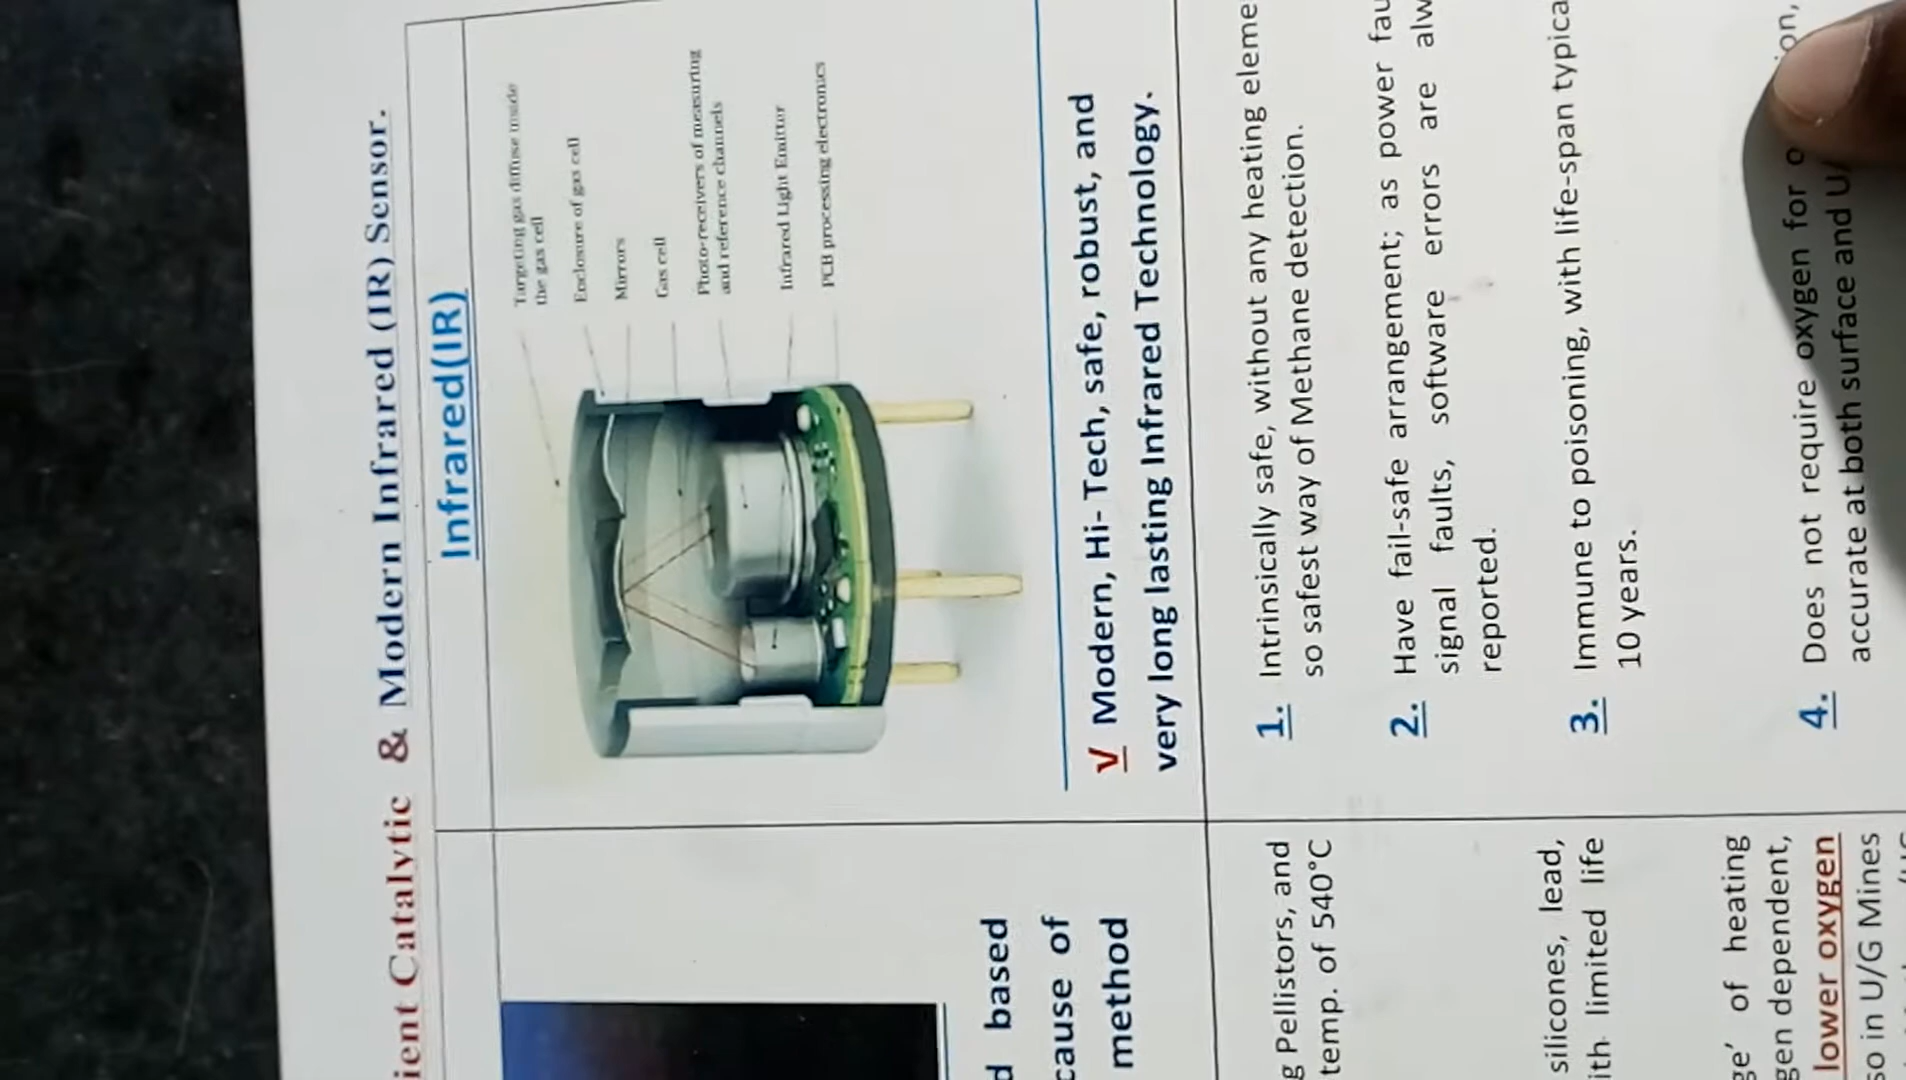 ient Catalytic & Modern Infrared (IR) Sensor.
Infrared(IR)
Targeting gas diffuse inside
the gas cell
Enclosure of gas cell
Mirrors
Gas cell
Photo-receivers of measuring
and reference channels
Infrared Light Emittor
PCB processing electronics
√ Modern, Hi- Tech, safe, robust, and
very long lasting Infrared Technology.
1. Intrinsically safe, without any heating eleme
so safest way of Methane detection.
2. Have fail-safe arrangement; as power fau
signal faults, software errors are alw
reported.
3. Immune to poisoning, with life-span typica
10 years.
4. Does not require oxygen for
accurate at both surface and U/
d based
cause of
method
g Pellistors, and
temp. of 540°C
silicones, lead,
ith limited life
ge' of heating
gen dependent,
lower oxygen
so in U/G Mines